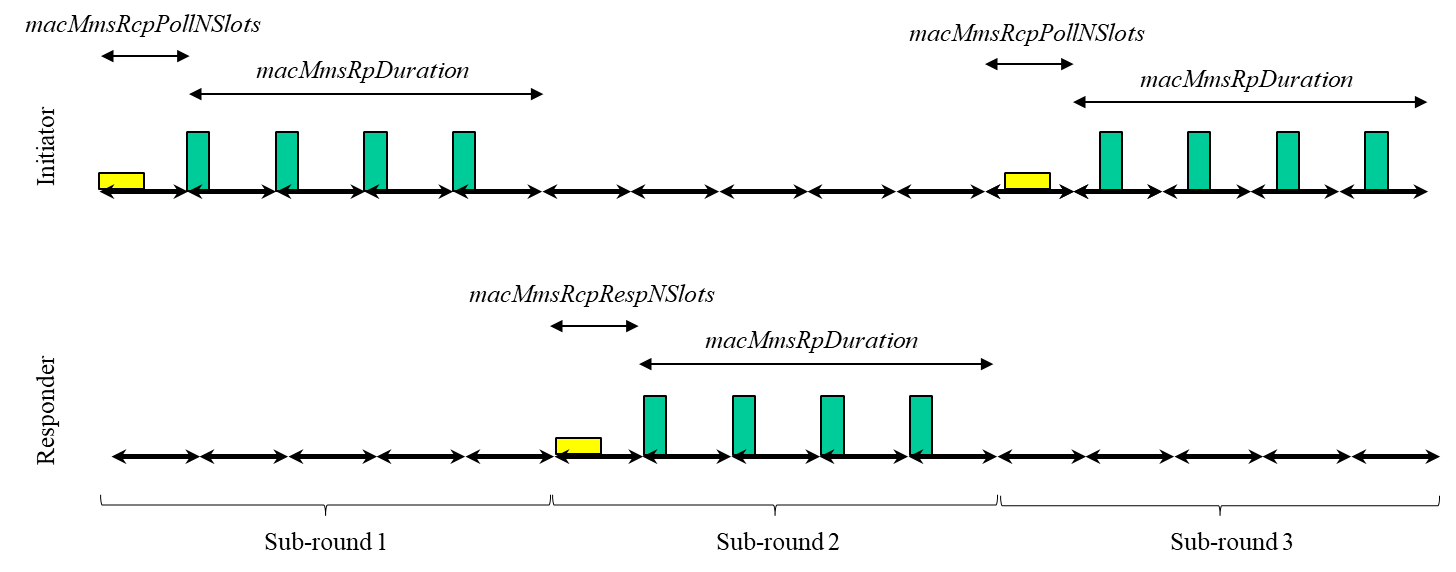 macMmsRcpPollNSlots
macMmsRpDuration
macMmsRcpPollNSlots
macMmsRpDuration
Initiator
macMmsRcpRespNSlots
macMmsRpDuration
Responder
Sub-round 1
Sub-round 2
Sub-round 3